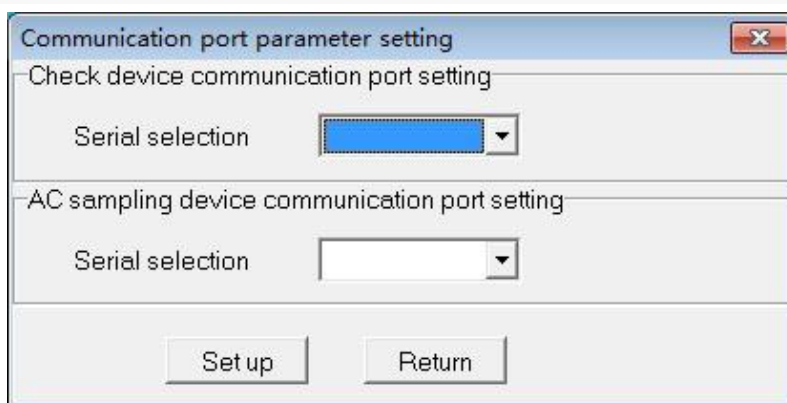 Communication port parameter setting
Check device communication port setting
Serial selection
AC sampling device communication port setting
Serial selection
Set up Return